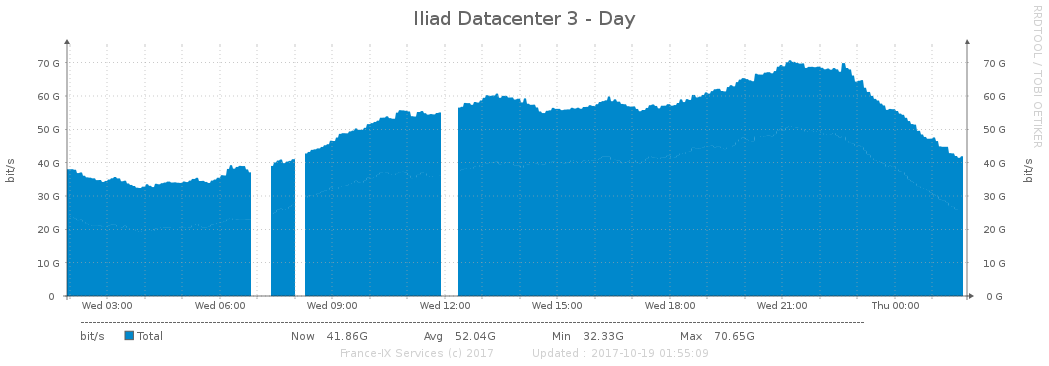 Iliad Datacenter 3 - Day
RRDTOOL / TOBI OETIKER
bit/s
70 G
60 G
50 G
40 G
30 G
20 G
10 G
0
70 G
60 G
50 G
40 G
30 G
20 G
10 G
0 G
bit/s
Wed 03:00 Wed 06:00 Wed 09:00 Wed 12:00 Wed 15:00 Wed 18:00 Wed 21:00 Thu 00:00
bit/s Total Now 41.86G Avg 52.04G Min 32.33G Max 70.65G
France-IX Services (c) 2017 Updated : 2017-10-19 01:55:09